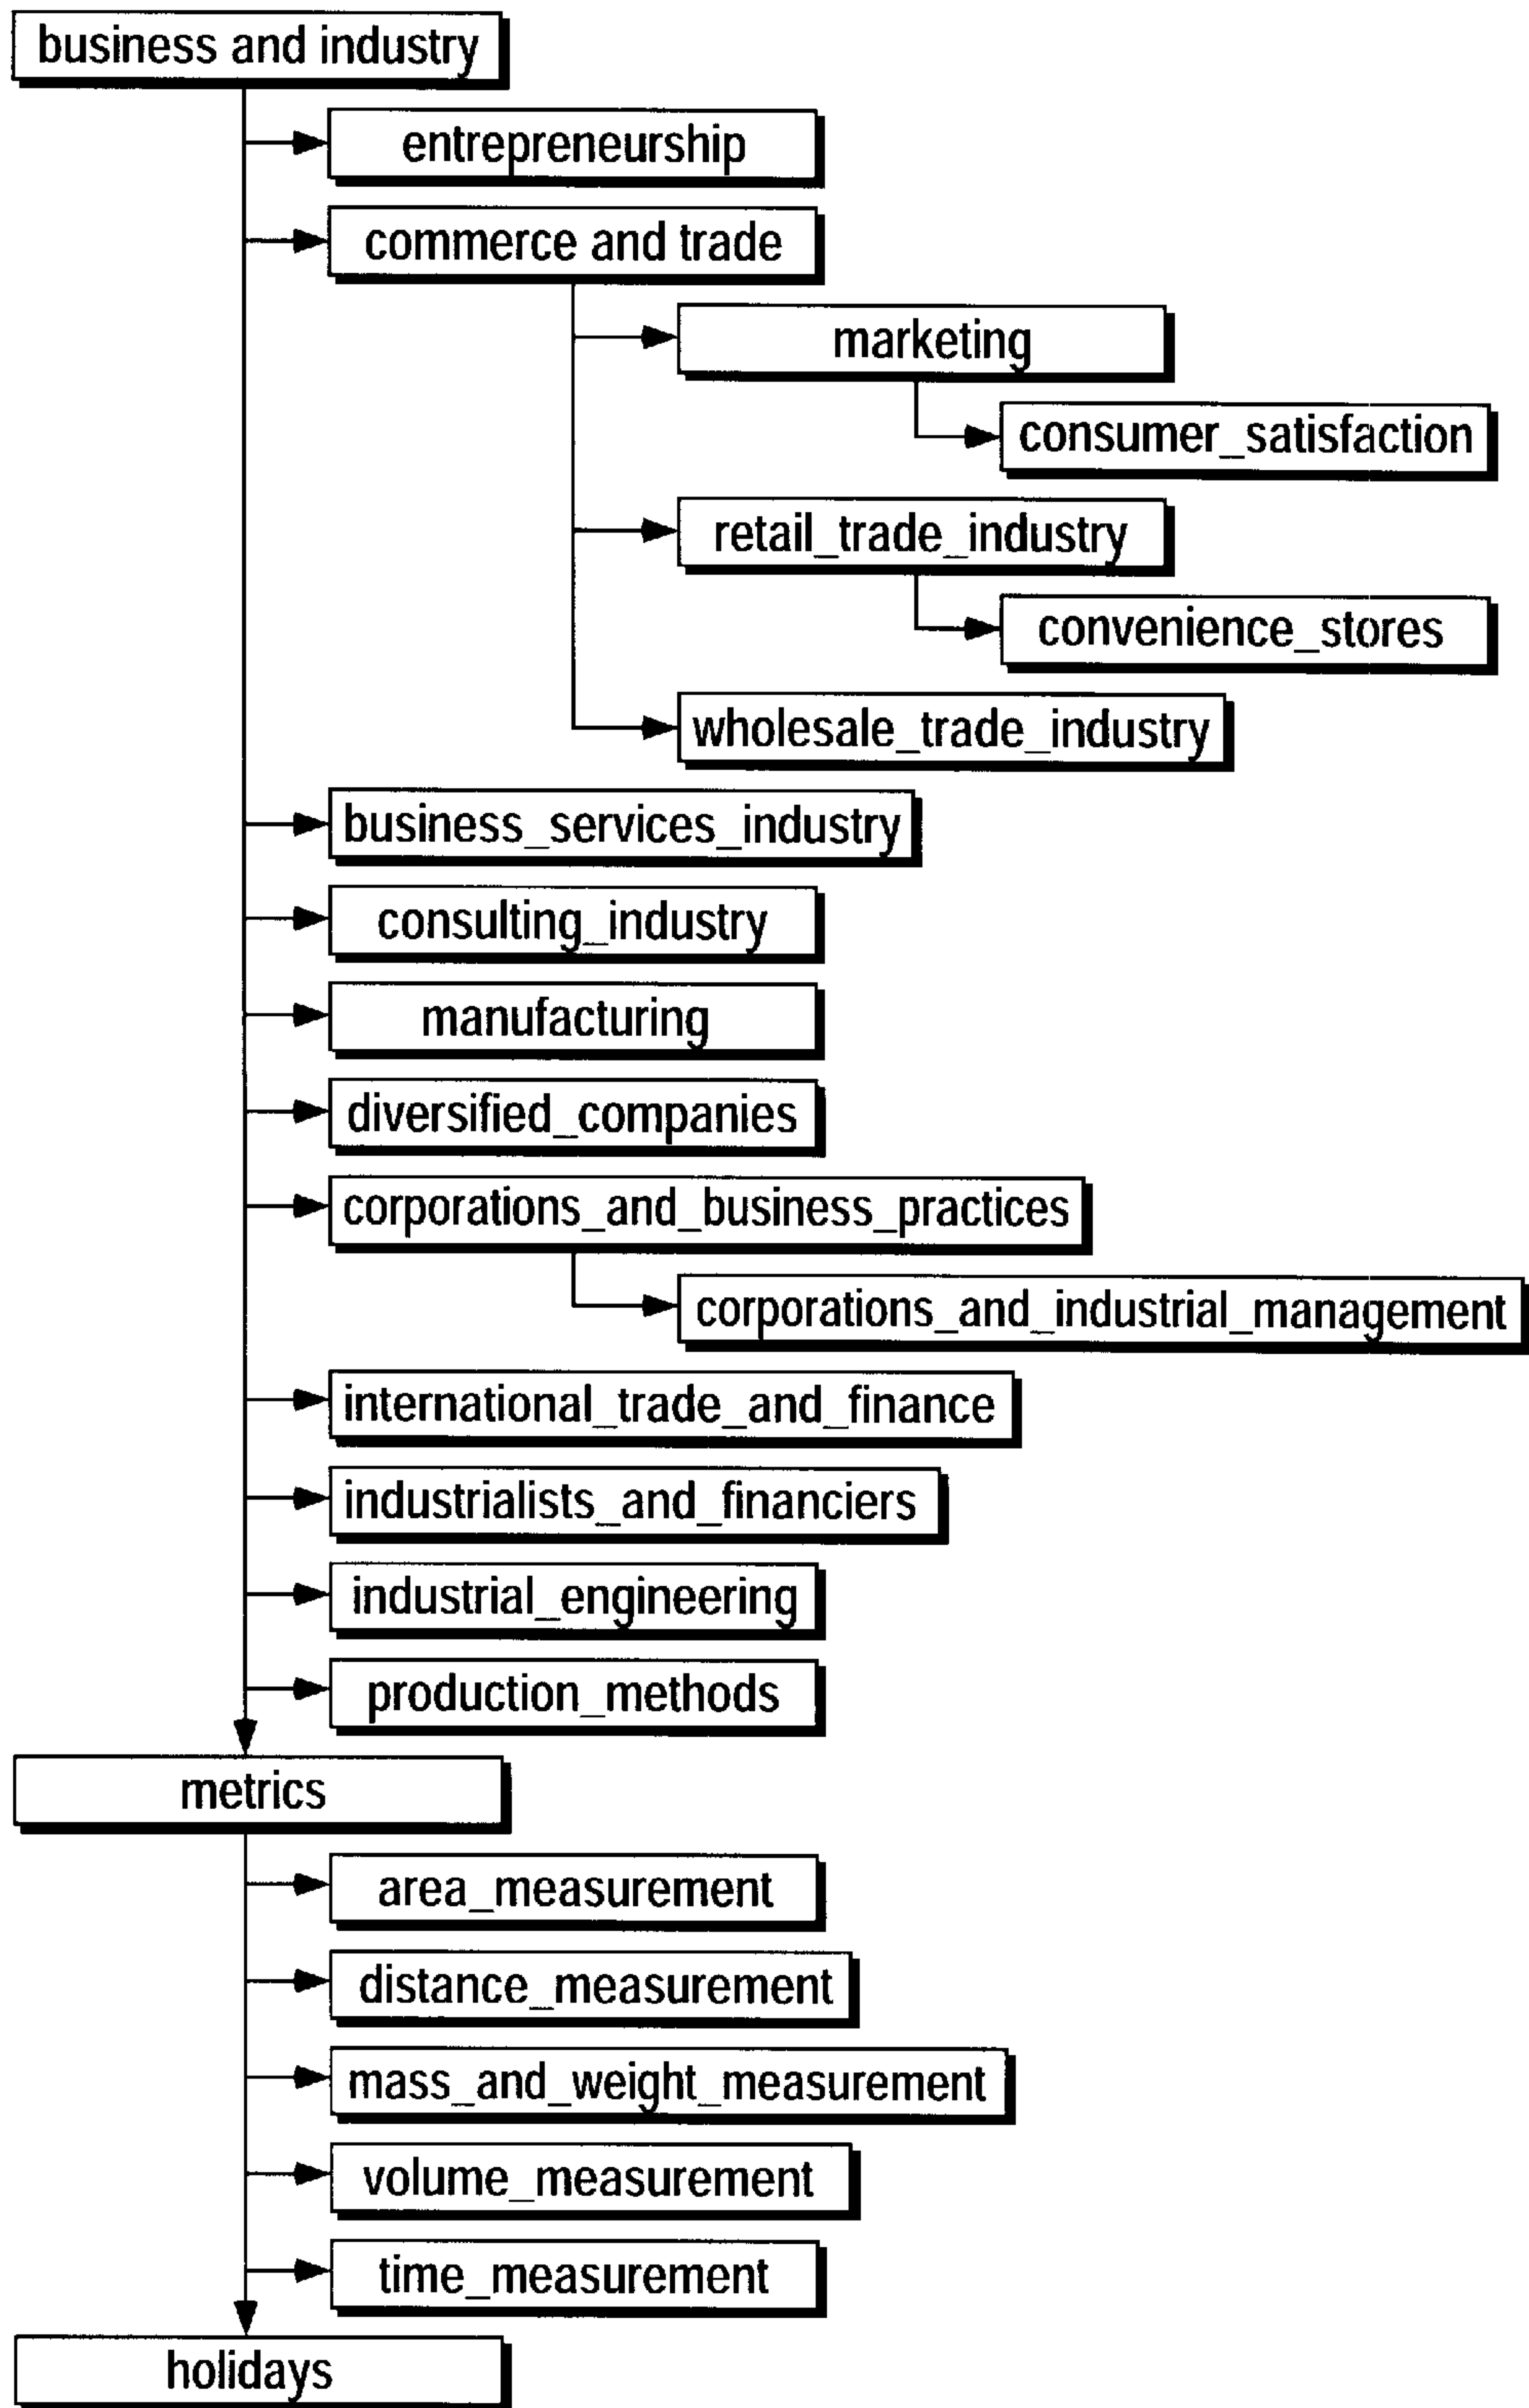 business and industry
entrepreneurship
commerce and trade
marketing
consumer_satisfaction
retail_trade_industry
convenience_stores
wholesale_trade_industry
business_services_industry
consulting_industry
manufacturing
diversified_companies
corporations_and_business_practices
corporations_and_industrial_management
international_trade_and_finance
industrialists_and_financiers
industrial_engineering
production_methods
metrics
area_measurement
distance_measurement
mass_and_weight_measurement
volume_measurement
time_measurement
holidays